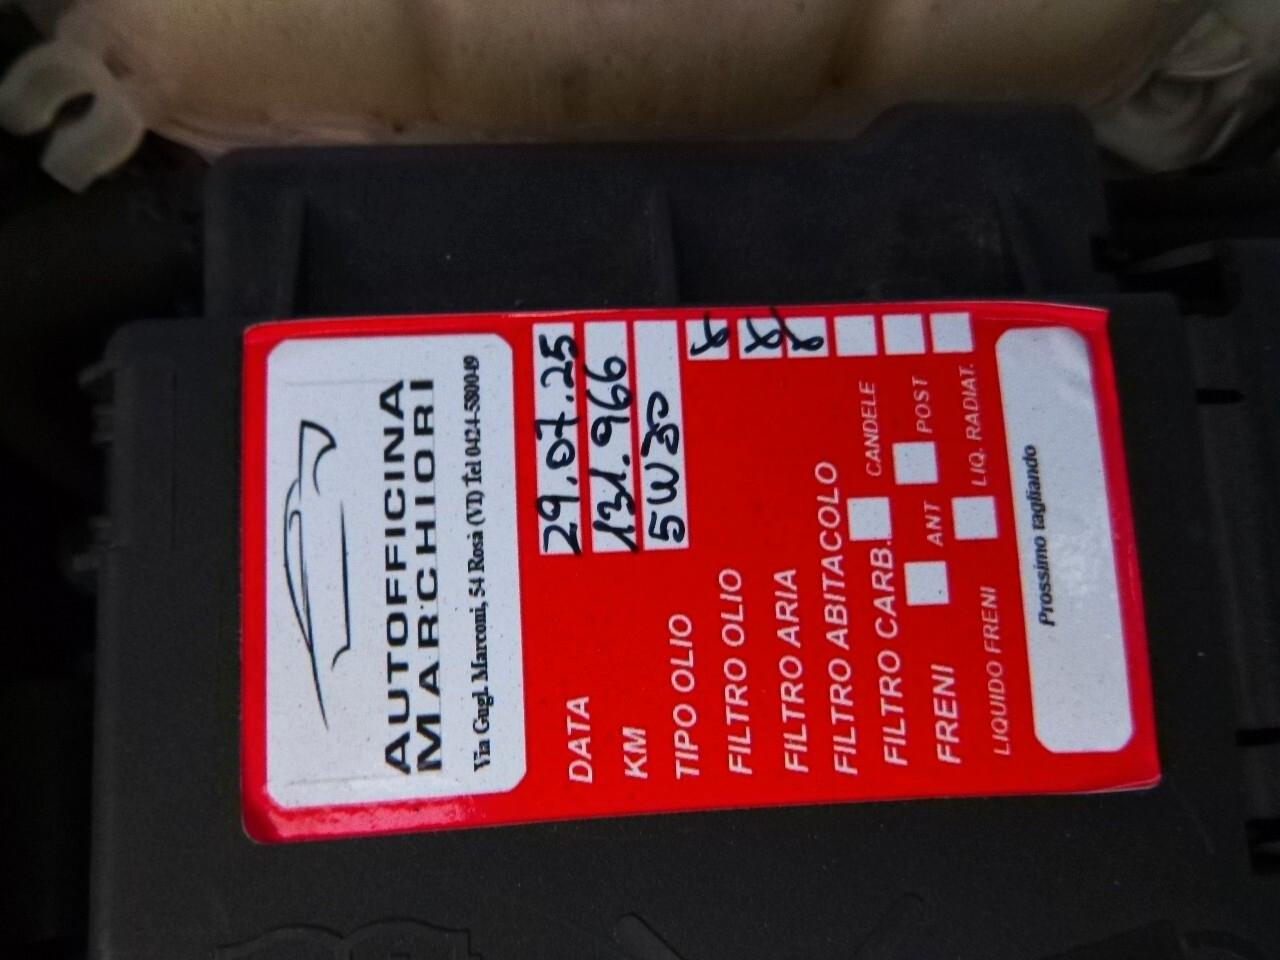 AUTOFFICINA
MARCHIORI
Via Gugl. Marconi, 54 Rosà (VI) Tel 0424-580049
DATA 29.07.25
KM 131.966
TIPO OLIO 5W30
FILTRO OLIO X
FILTRO ARIA X
FILTRO ABITACOLO X
FILTRO CARB. CANDELE
FRENI ANT POST
LIQUIDO FRENI LIQ. RADIAT.
Prossimo tagliando